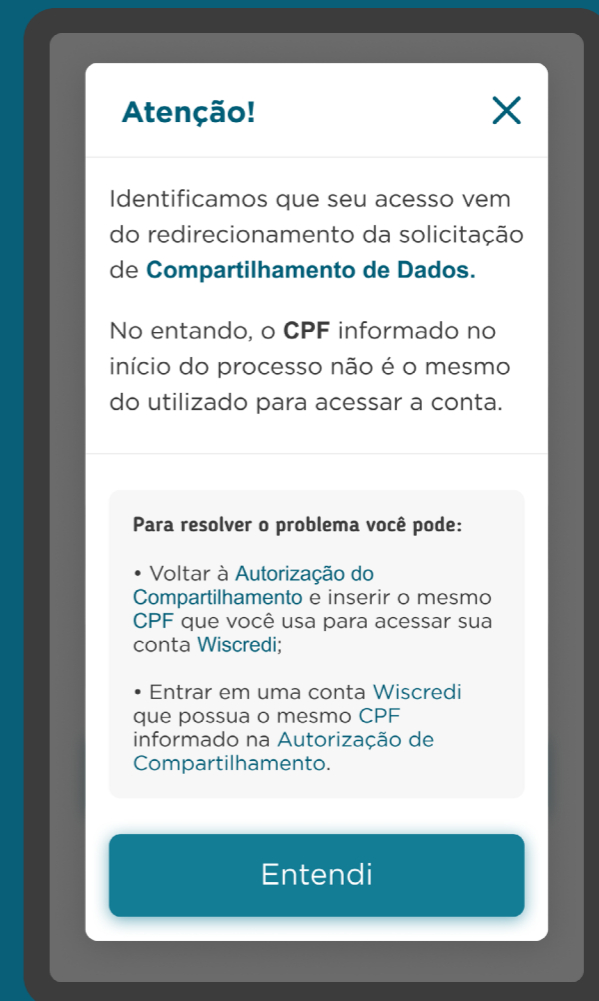 Atenção!
Identificamos que seu acesso vem
do redirecionamento da solicitação
de Compartilhamento de Dados.
No entando, o CPF informado no
início do processo não é o mesmo
do utilizado para acessar a conta.
Para resolver o problema você pode:
• Voltar à Autorização do
Compartilhamento e inserir o mesmo
CPF que você usa para acessar sua
conta Wiscredi;
• Entrar em uma conta Wiscredi
que possua o mesmo CPF
informado na Autorização de
Compartilhamento.
Entendi